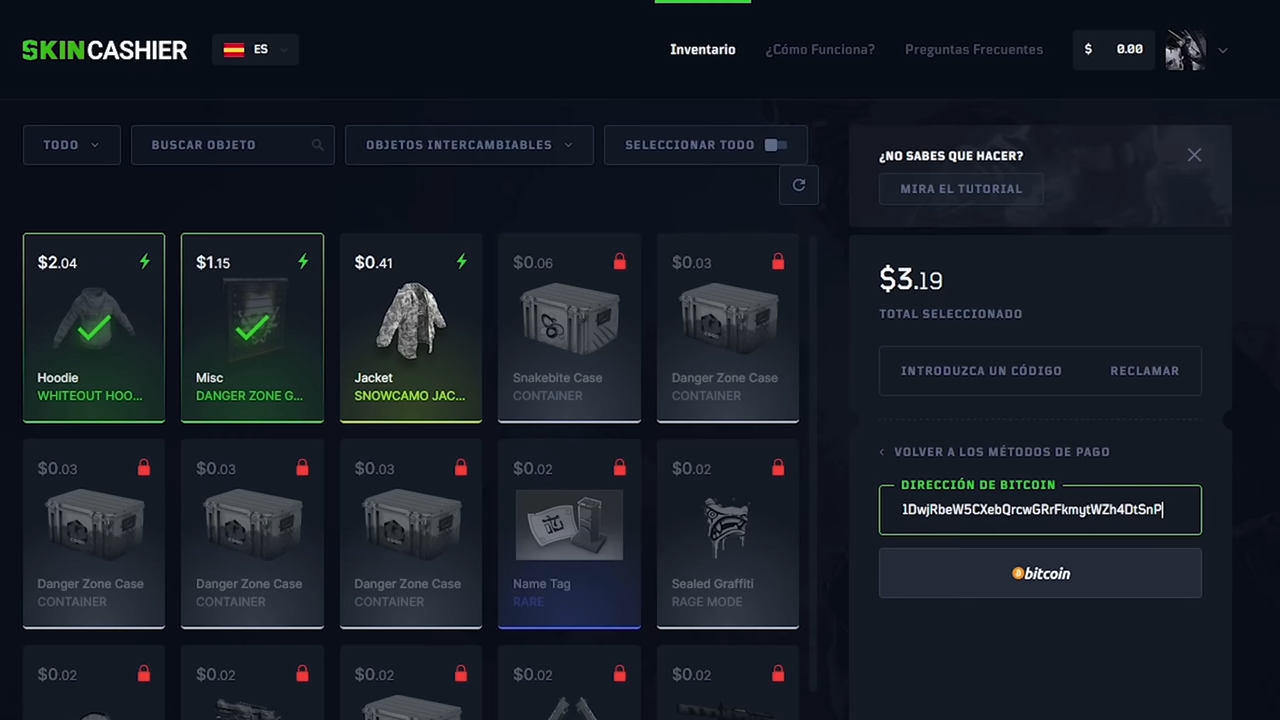 SKINCASHIER
ES
Inventario
¿Cómo Funciona?
Preguntas Frecuentes
$ 0.00
TODO
BUSCAR OBJETO
OBJETOS INTERCAMBIABLES
SELECCIONAR TODO
¿NO SABES QUE HACER?
MIRA EL TUTORIAL
$2.04
Hoodie
WHITEOUT HOO...
$1.15
Misc
DANGER ZONE G...
$0.41
Jacket
SNOWCAMO JAC...
$0.06
Snakebite Case
CONTAINER
$0.03
Danger Zone Case
CONTAINER
$0.03
Danger Zone Case
CONTAINER
$0.03
Danger Zone Case
CONTAINER
$0.03
Danger Zone Case
CONTAINER
$0.02
Name Tag
RARE
$0.02
Sealed Graffiti
RAGE MODE
$0.02
$0.02
$0.02
$0.02
$0.02
$3.19
TOTAL SELECCIONADO
INTRODUZCA UN CÓDIGO
RECLAMAR
VOLVER A LOS MÉTODOS DE PAGO
DIRECCIÓN DE BITCOIN
1DwjRbeW5CXebQrcwGRrFkmytWZh4DtSnP
bitcoin